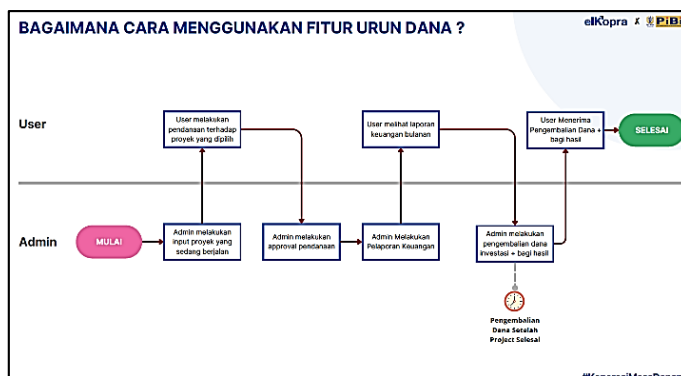 BAGAIMANA CARA MENGGUNAKAN FITUR URUN DANA ?
elKopra x PiBi
User
User melakukan
pendanaan terhadap
proyek yang dipilih
User melihat laporan
keuangan bulanan
User Menerima
Pengembalian Dana +
bagi hasil
SELESAI
Admin
MULAI
Admin melakukan
input proyek yang
sedang berjalan
Admin melakukan
approval pendanaan
Admin Melakukan
Pelaporan Keuangan
Admin melakukan
pengembalian dana
investasi + bagi hasil
Pengembalian
Dana Setelah
Project Selesai